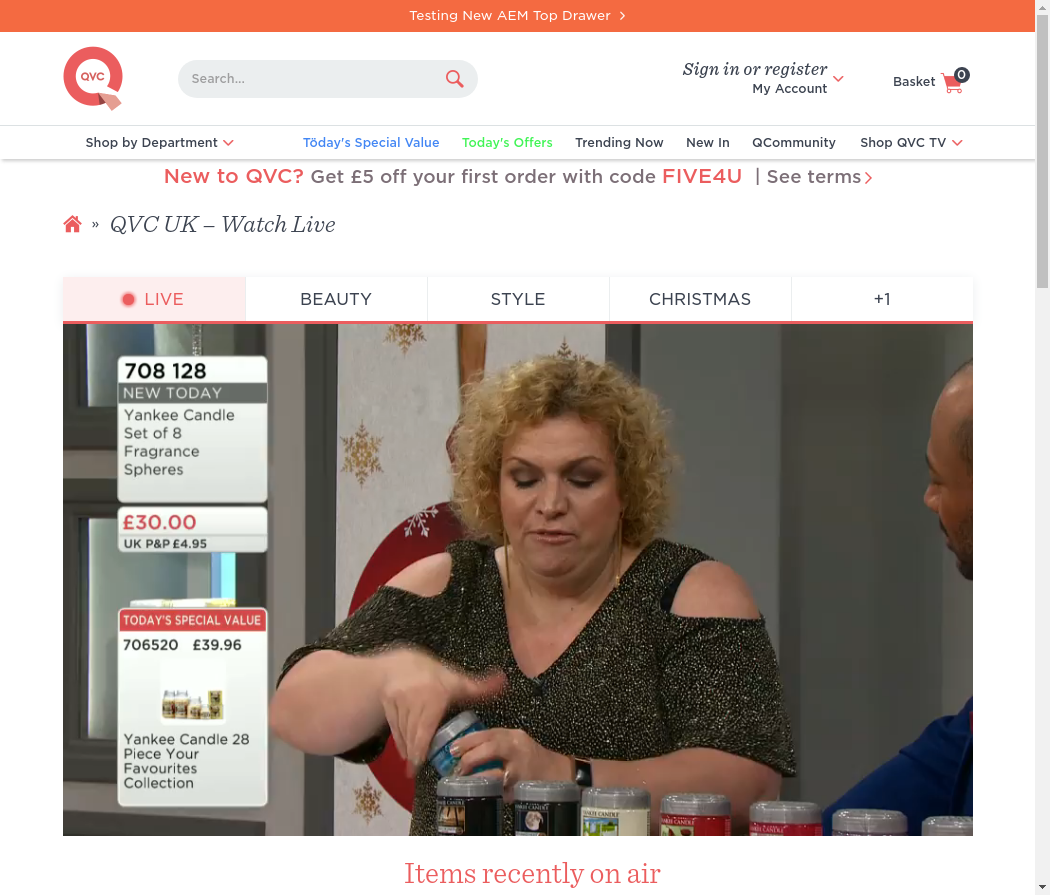 Testing New AEM Top Drawer
QVC
Search...
Sign in or register
My Account
Basket
0
Shop by Department
Töday's Special Value
Today's Offers
Trending Now
New In
QCommunity
Shop QVC TV
New to QVC? Get £5 off your first order with code FIVE4U | See terms
» QVC UK – Watch Live
LIVE
BEAUTY
STYLE
CHRISTMAS
+1
708 128
NEW TODAY
Yankee Candle
Set of 8
Fragrance
Spheres
£30.00
UK P&P £4.95
TODAY'S SPECIAL VALUE
706520 £39.96
Yankee Candle 28
Piece Your
Favourites
Collection
Items recently on air